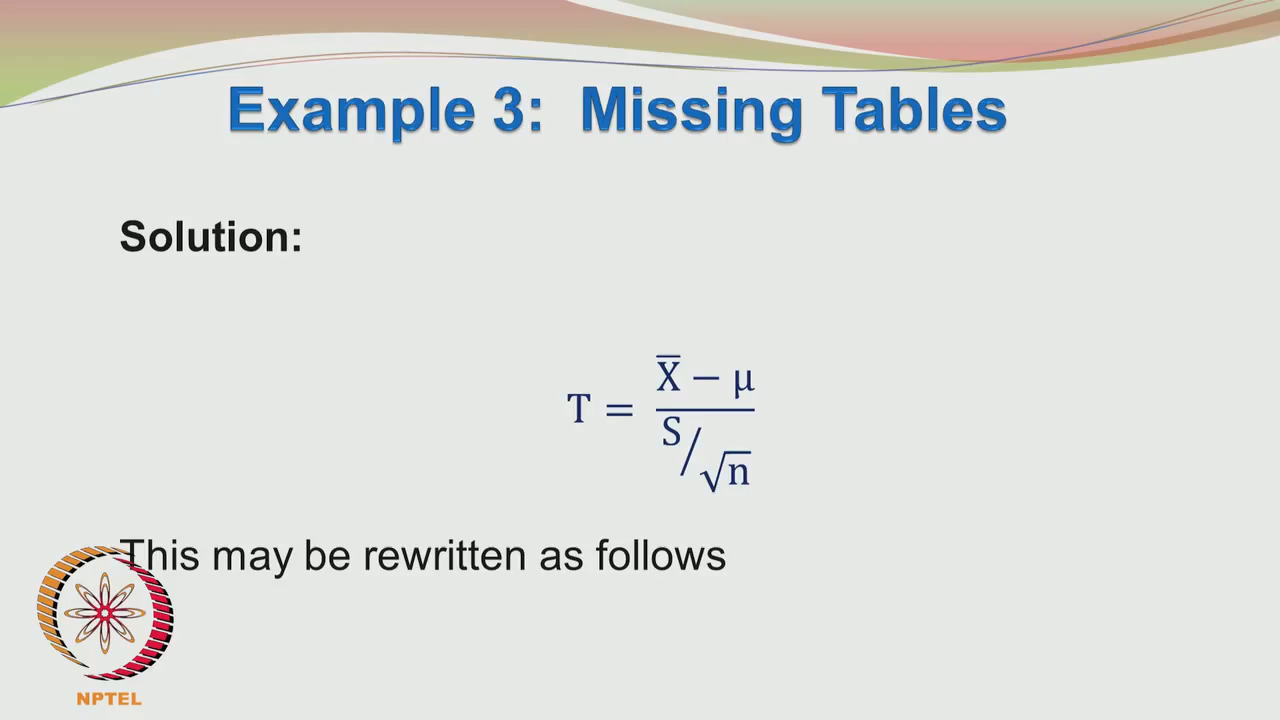 Example 3: Missing Tables
Solution:
T = (X̅ − μ) / (S/√n)
This may be rewritten as follows
NPTEL